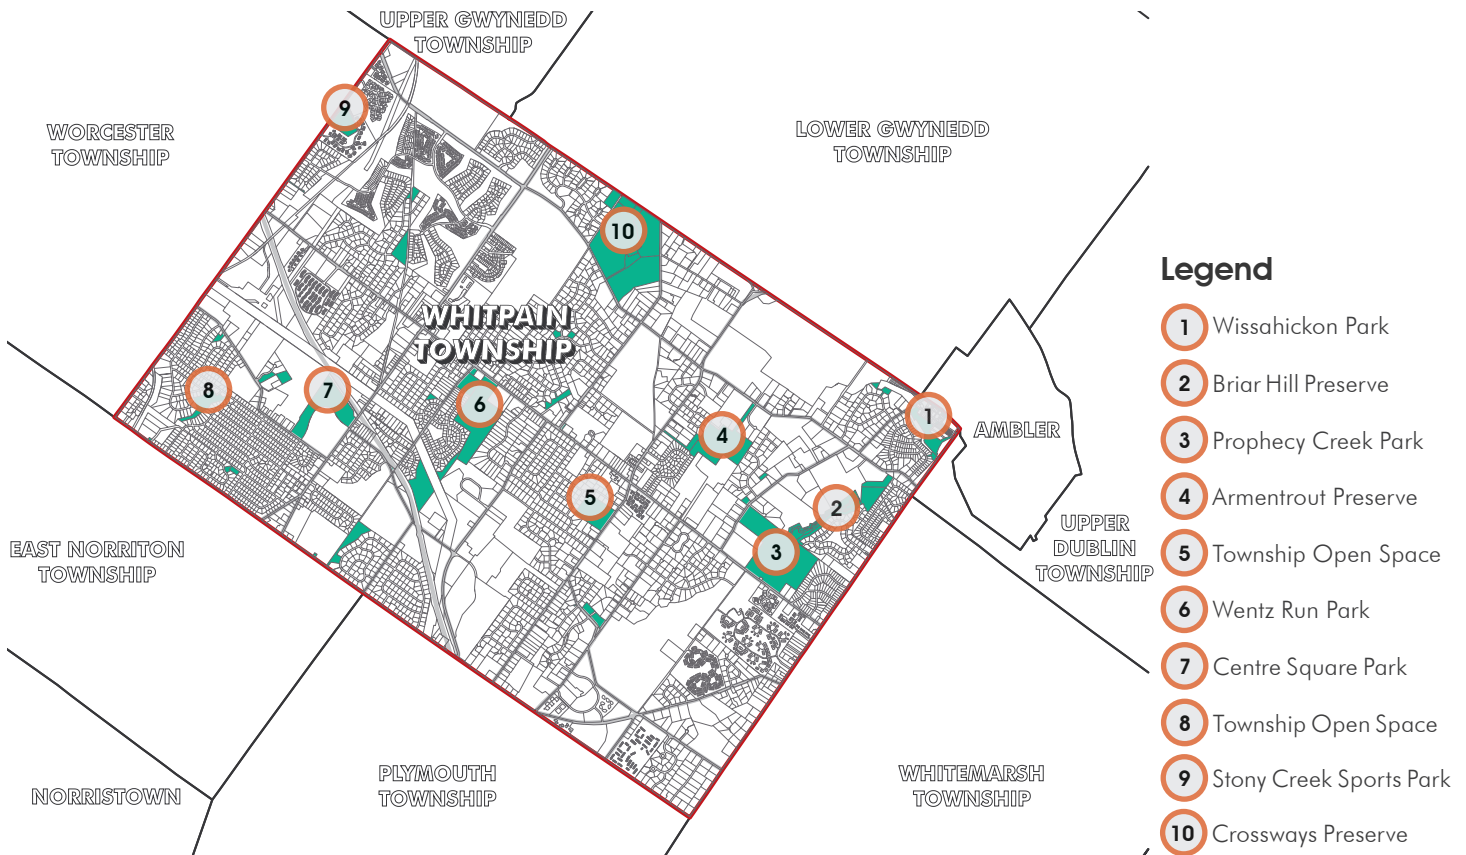 UPPER GWYNEDD
TOWNSHIP
9
WORCESTER
TOWNSHIP
LOWER GWYNEDD
TOWNSHIP
10
WHITPAIN
TOWNSHIP
8
7
6
4
1
AMBLER
5
2
3
UPPER
DUBLIN
TOWNSHIP
EAST NORRITON
TOWNSHIP
NORRISTOWN
PLYMOUTH
TOWNSHIP
WHITEMARSH
TOWNSHIP
Legend
1 Wissahickon Park
2 Briar Hill Preserve
3 Prophecy Creek Park
4 Armentrout Preserve
5 Township Open Space
6 Wentz Run Park
7 Centre Square Park
8 Township Open Space
9 Stony Creek Sports Park
10 Crossways Preserve